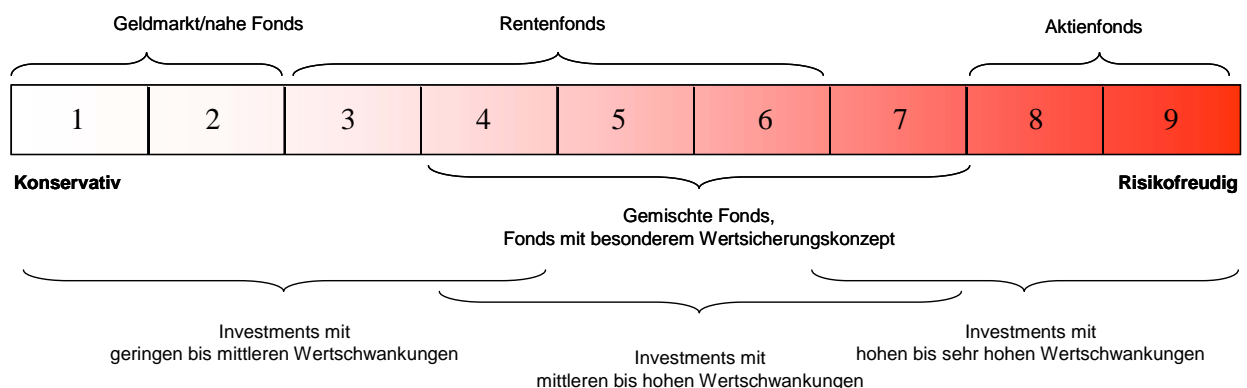 Geldmarkt/nahe Fonds
Rentenfonds
Aktienfonds
1 2 3 4 5 6 7 8 9
Konservativ
Risikofreudig
Gemischte Fonds,
Fonds mit besonderem Wertsicherungskonzept
Investments mit
geringen bis mittleren Wertschwankungen
Investments mit
mittleren bis hohen Wertschwankungen
Investments mit
hohen bis sehr hohen Wertschwankungen